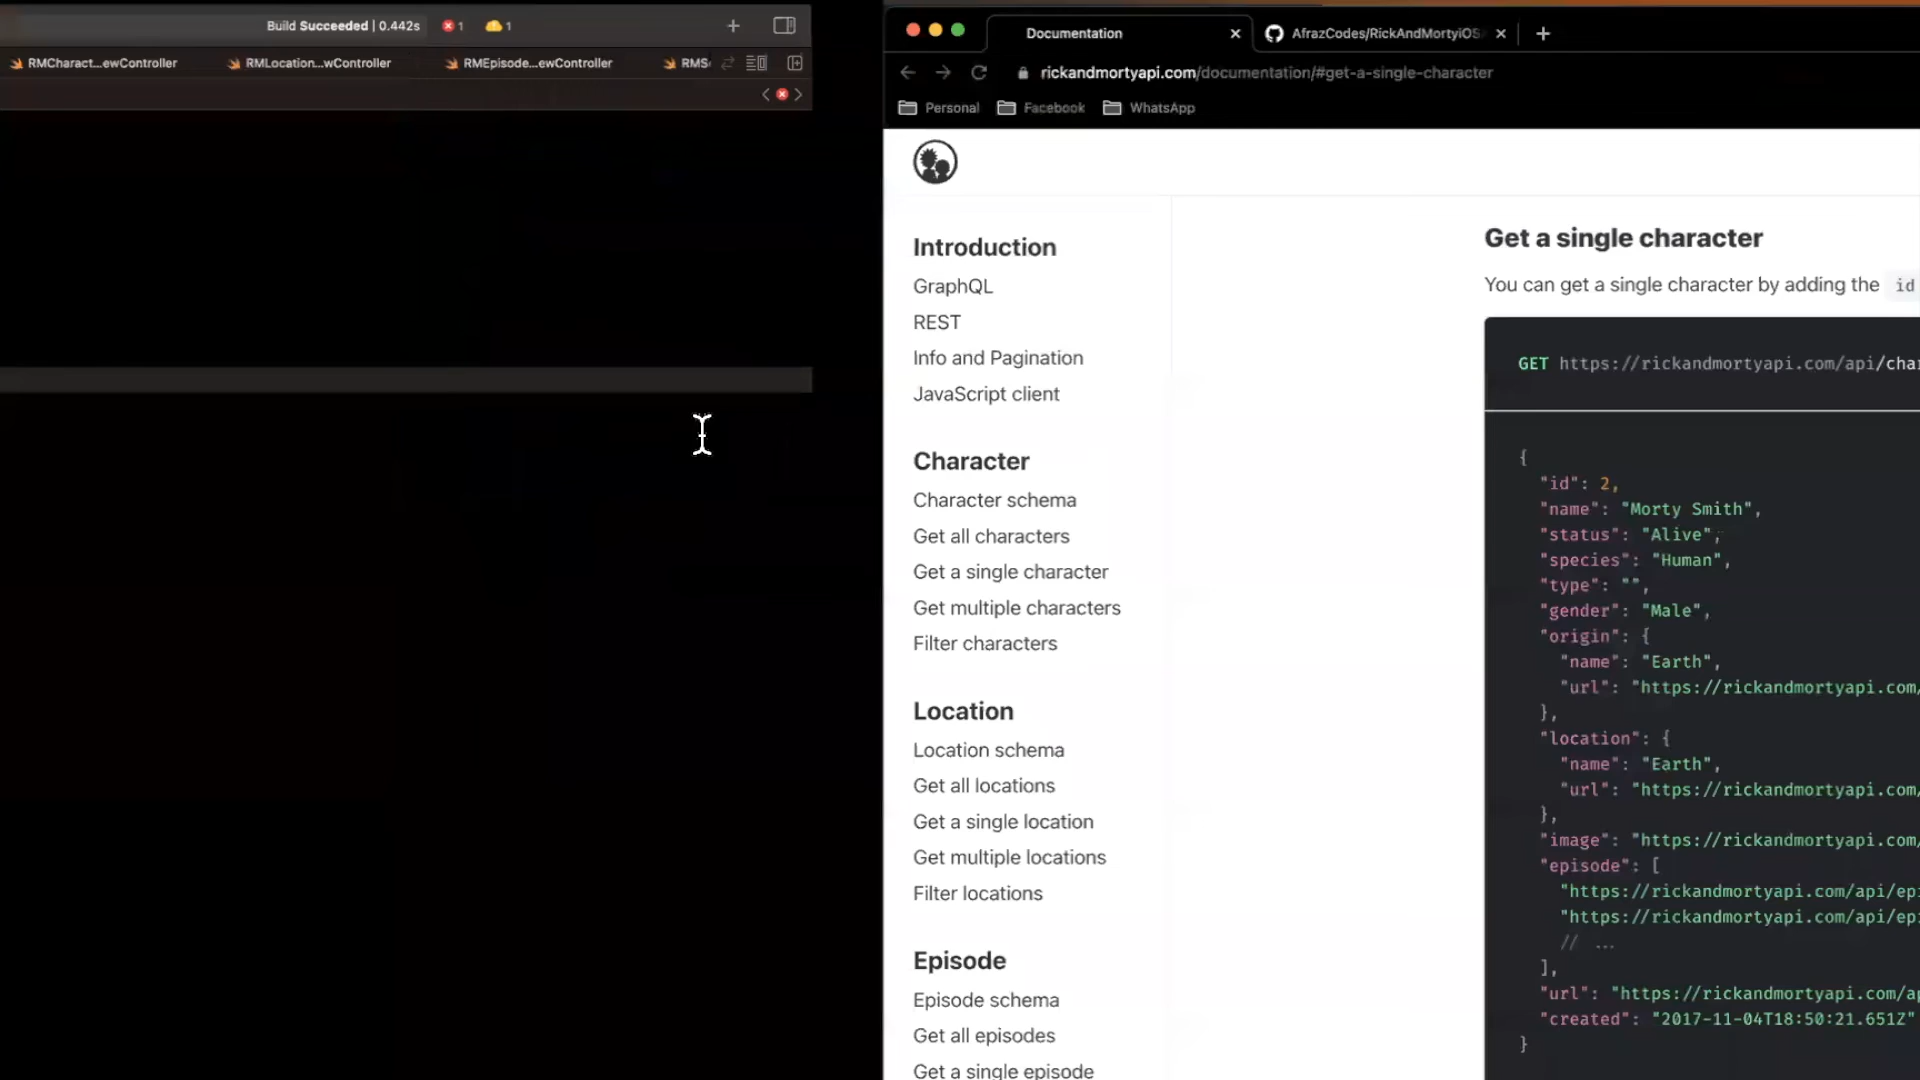 Build Succeeded | 0.442s
1
1
RMCharact...ewController
RMLocation...wController
RMEpisode...ewController
RMS
Documentation
AfrazCodes/RickAndMortyiOS
rickandmortyapi.com/documentation/#get-a-single-character
Personal
Facebook
WhatsApp
Introduction
GraphQL
REST
Info and Pagination
JavaScript client
Character
Character schema
Get all characters
Get a single character
Get multiple characters
Filter characters
Location
Location schema
Get all locations
Get a single location
Get multiple locations
Filter locations
Episode
Episode schema
Get all episodes
Get a single episode
Get a single character
You can get a single character by adding the id
GET https://rickandmortyapi.com/api/char
{
"id": 2,
"name": "Morty Smith",
"status": "Alive",
"species": "Human",
"type": "",
"gender": "Male",
"origin": {
"name": "Earth",
"url": "https://rickandmortyapi.com/
},
"location": {
"name": "Earth",
"url": "https://rickandmortyapi.com/
},
"image": "https://rickandmortyapi.com/
"episode": [
"https://rickandmortyapi.com/api/epi
"https://rickandmortyapi.com/api/epi
// ...
],
"url": "https://rickandmortyapi.com/ap
"created": "2017-11-04T18:50:21.651Z"
}